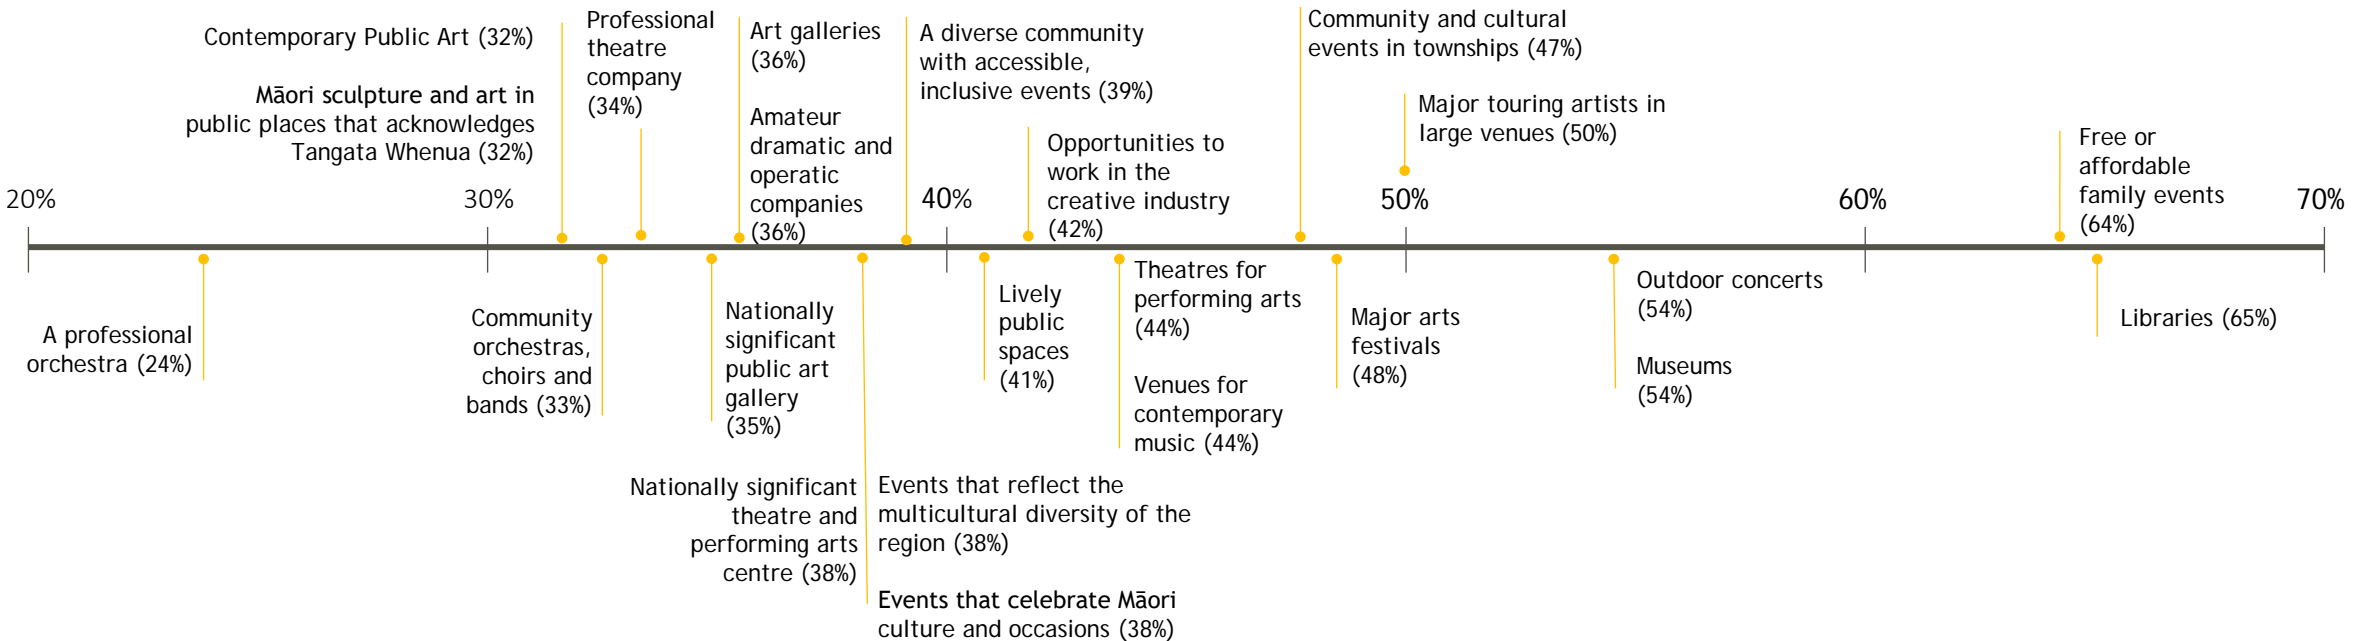 Contemporary Public Art (32%)
Māori sculpture and art in
public places that acknowledges
Tangata Whenua (32%)
Professional
theatre
company
(34%)
Art galleries
(36%)
Amateur
dramatic and
operatic
companies
(36%)
A diverse community
with accessible,
inclusive events (39%)
Opportunities to
work in the
creative industry
(42%)
Community and cultural
events in townships (47%)
Major touring artists in
large venues (50%)
Free or
affordable
family events
(64%)
20%
30%
40%
50%
60%
70%
A professional
orchestra (24%)
Community
orchestras,
choirs and
bands (33%)
Nationally
significant
public art
gallery
(35%)
Nationally significant
theatre and
performing arts
centre (38%)
Events that reflect the
multicultural diversity of the
region (38%)
Events that celebrate Māori
culture and occasions (38%)
Lively
public
spaces
(41%)
Theatres for
performing arts
(44%)
Venues for
contemporary
music (44%)
Major arts
festivals
(48%)
Outdoor concerts
(54%)
Museums
(54%)
Libraries (65%)